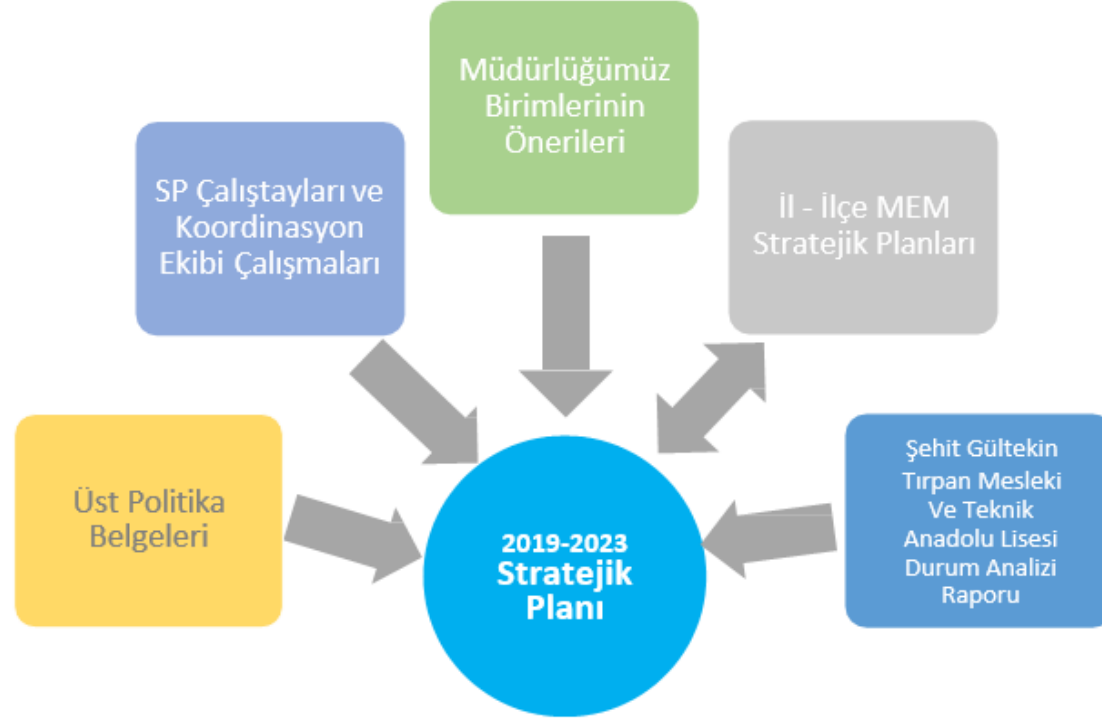 Müdürlüğümüz
Birimlerinin
Önerileri
SP Çalıştayları ve
Koordinasyon
Ekibi Çalışmaları
İl - İlçe MEM
Stratejik Planları
Üst Politika
Belgeleri
2019-2023
Stratejik
Planı
Şehit Gültekin
Tırpan Mesleki
Ve Teknik
Anadolu Lisesi
Durum Analizi
Raporu